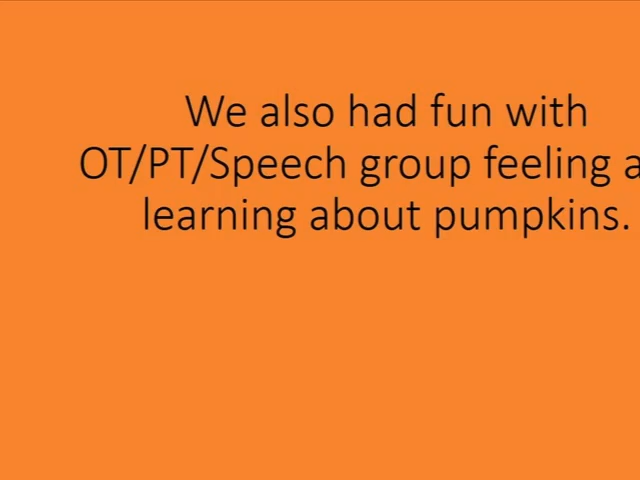 We also had fun with
OT/PT/Speech group feeling a
learning about pumpkins.